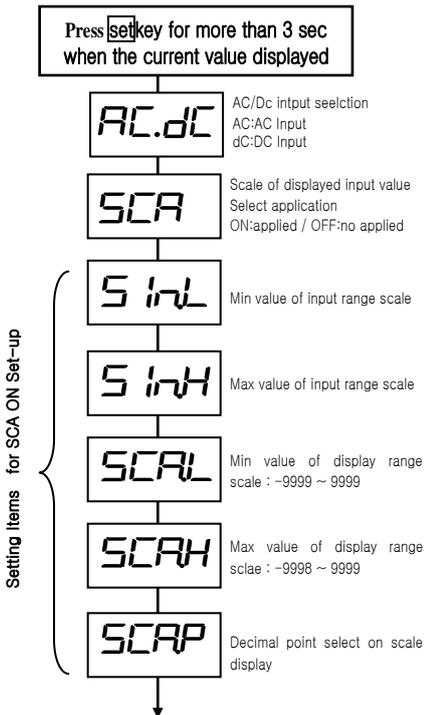 Press setkey for more than 3 sec
when the current value displayed
AC.dC
AC/Dc intput seelction
AC:AC Input
dC:DC Input
SCA
Scale of displayed input value
Select application
ON:applied / OFF:no applied
Setting Items for SCA ON Set-up
SInL
Min value of input range scale
SInH
Max value of input range scale
SCAL
Min value of display range
scale : -9999 ~ 9999
SCAH
Max value of display range
sclae : -9998 ~ 9999
SCAP
Decimal point select on scale
display